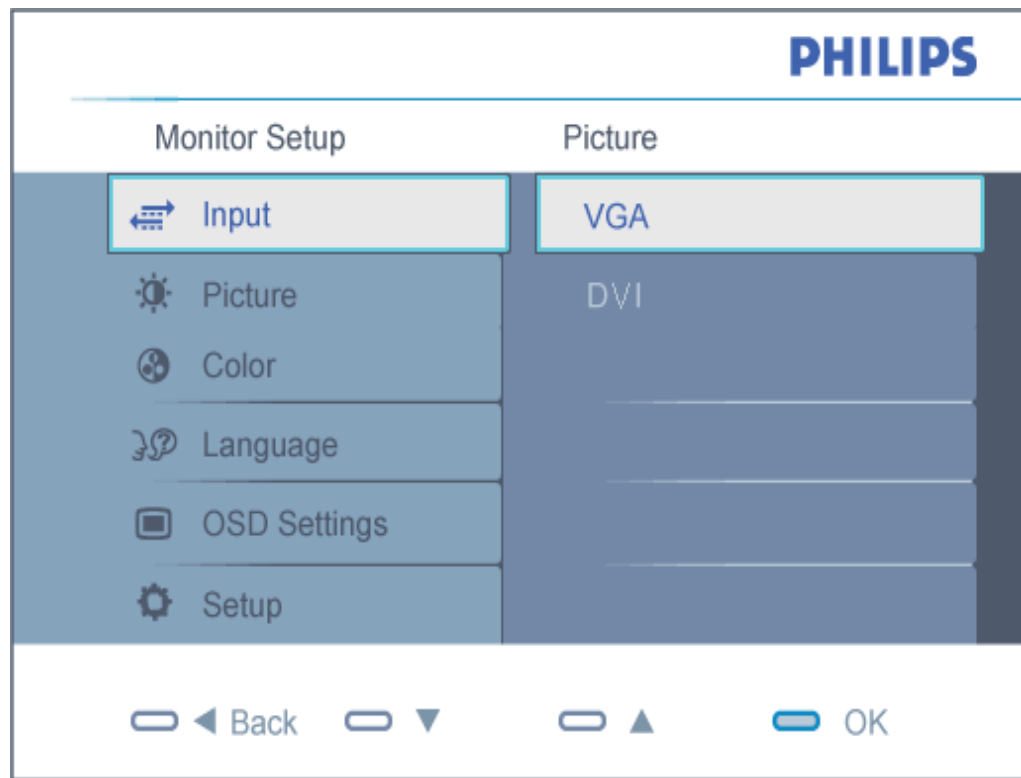 PHILIPS
Monitor Setup Picture
Input VGA
Picture DVI
Color
Language
OSD Settings
Setup
Back OK